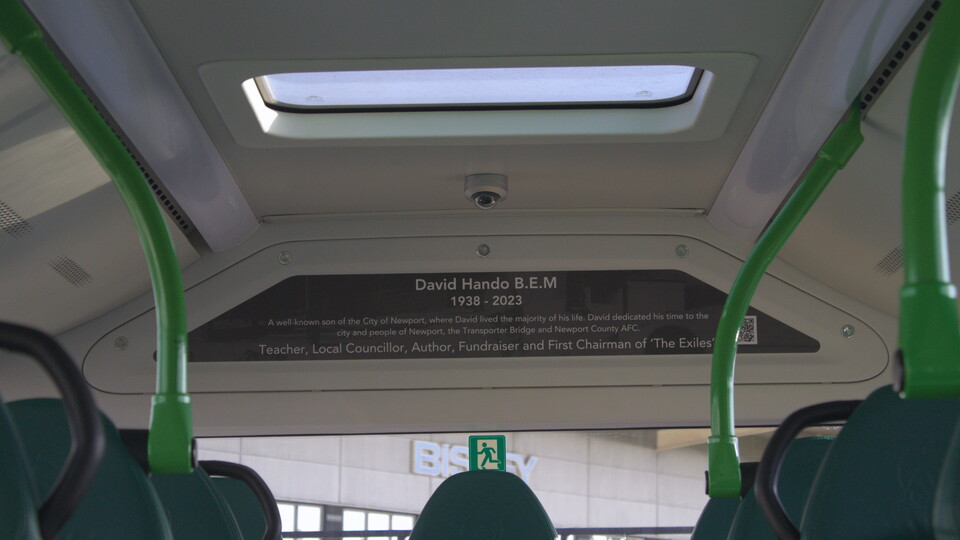 David Hando B.E.M
1938 - 2023
A well-known son of the City of Newport, where David lived the majority of his life. David dedicated his time to the
city and people of Newport, the Transporter Bridge and Newport County AFC.
Teacher, Local Councillor, Author, Fundraiser and First Chairman of 'The Exiles'